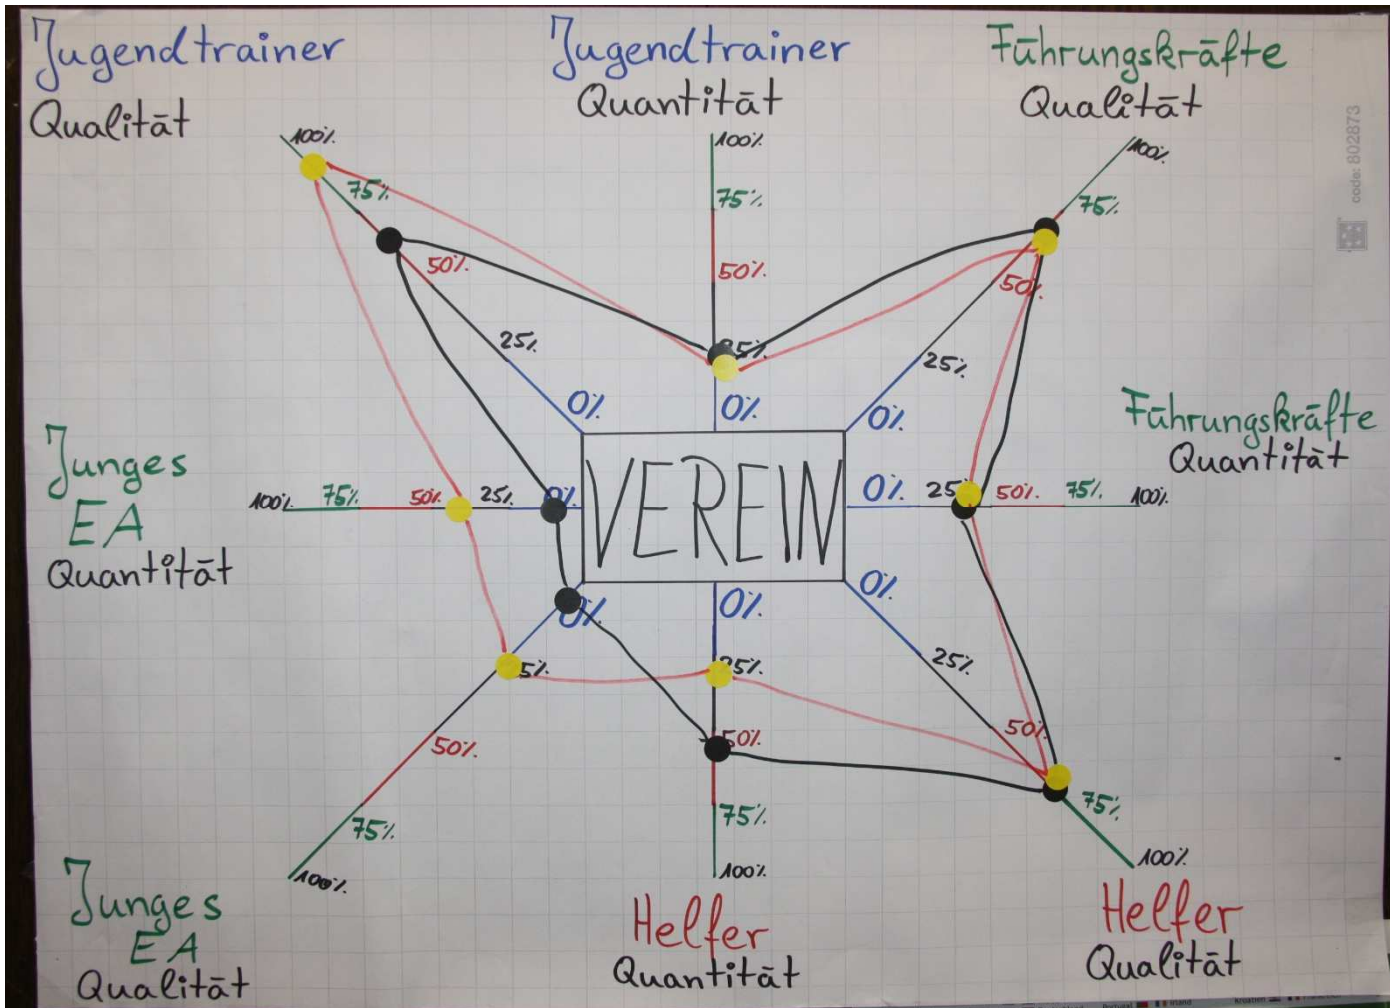 Jugendtrainer
Qualität
Jugendtrainer
Quantität
Führungskräfte
Qualität
100%
75%
50%
25%
0%
100%
75%
50%
25%
0%
100%
75%
50%
25%
0%
code: 802873
Junges
EA
Quantität
100%
75%
50%
25%
0%
VEREIN
0%
25
50%
75%
100%
Führungskräfte
Quantität
0%
5%
50%
75%
100%
0%
25%
50%
75%
100%
0%
25%
50%
75%
100%
Junges
EA
Qualität
Helfer
Quantität
Helfer
Qualität